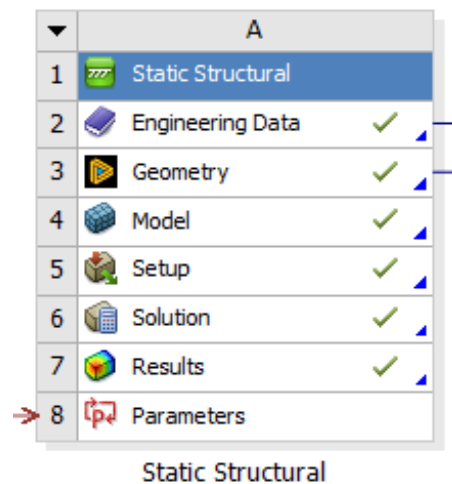 A
1 Static Structural
2 Engineering Data
3 Geometry
4 Model
5 Setup
6 Solution
7 Results
8 Parameters
Static Structural